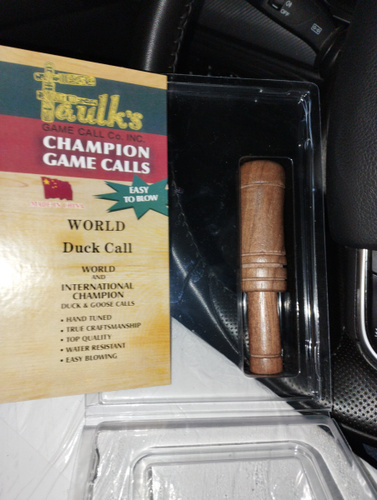 Faulk's
GAME CALL Co. INC.
CHAMPION
GAME CALLS
EASY
TO BLOW
WORLD
Duck Call
WORLD
AND
INTERNATIONAL
CHAMPION
DUCK & GOOSE CALLS
• HAND TUNED
• TRUE CRAFTSMANSHIP
• TOP QUALITY
• WATER RESISTANT
• EASY BLOWING
OFF